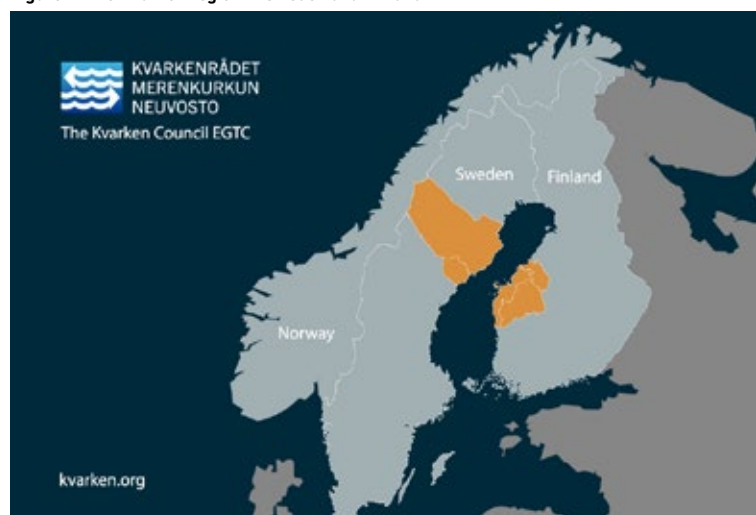 KVARKENRÅDET
MERENKURKUN
NEUVOSTO
The Kvarken Council EGTC
Sweden
Finland
Norway
kvarken.org